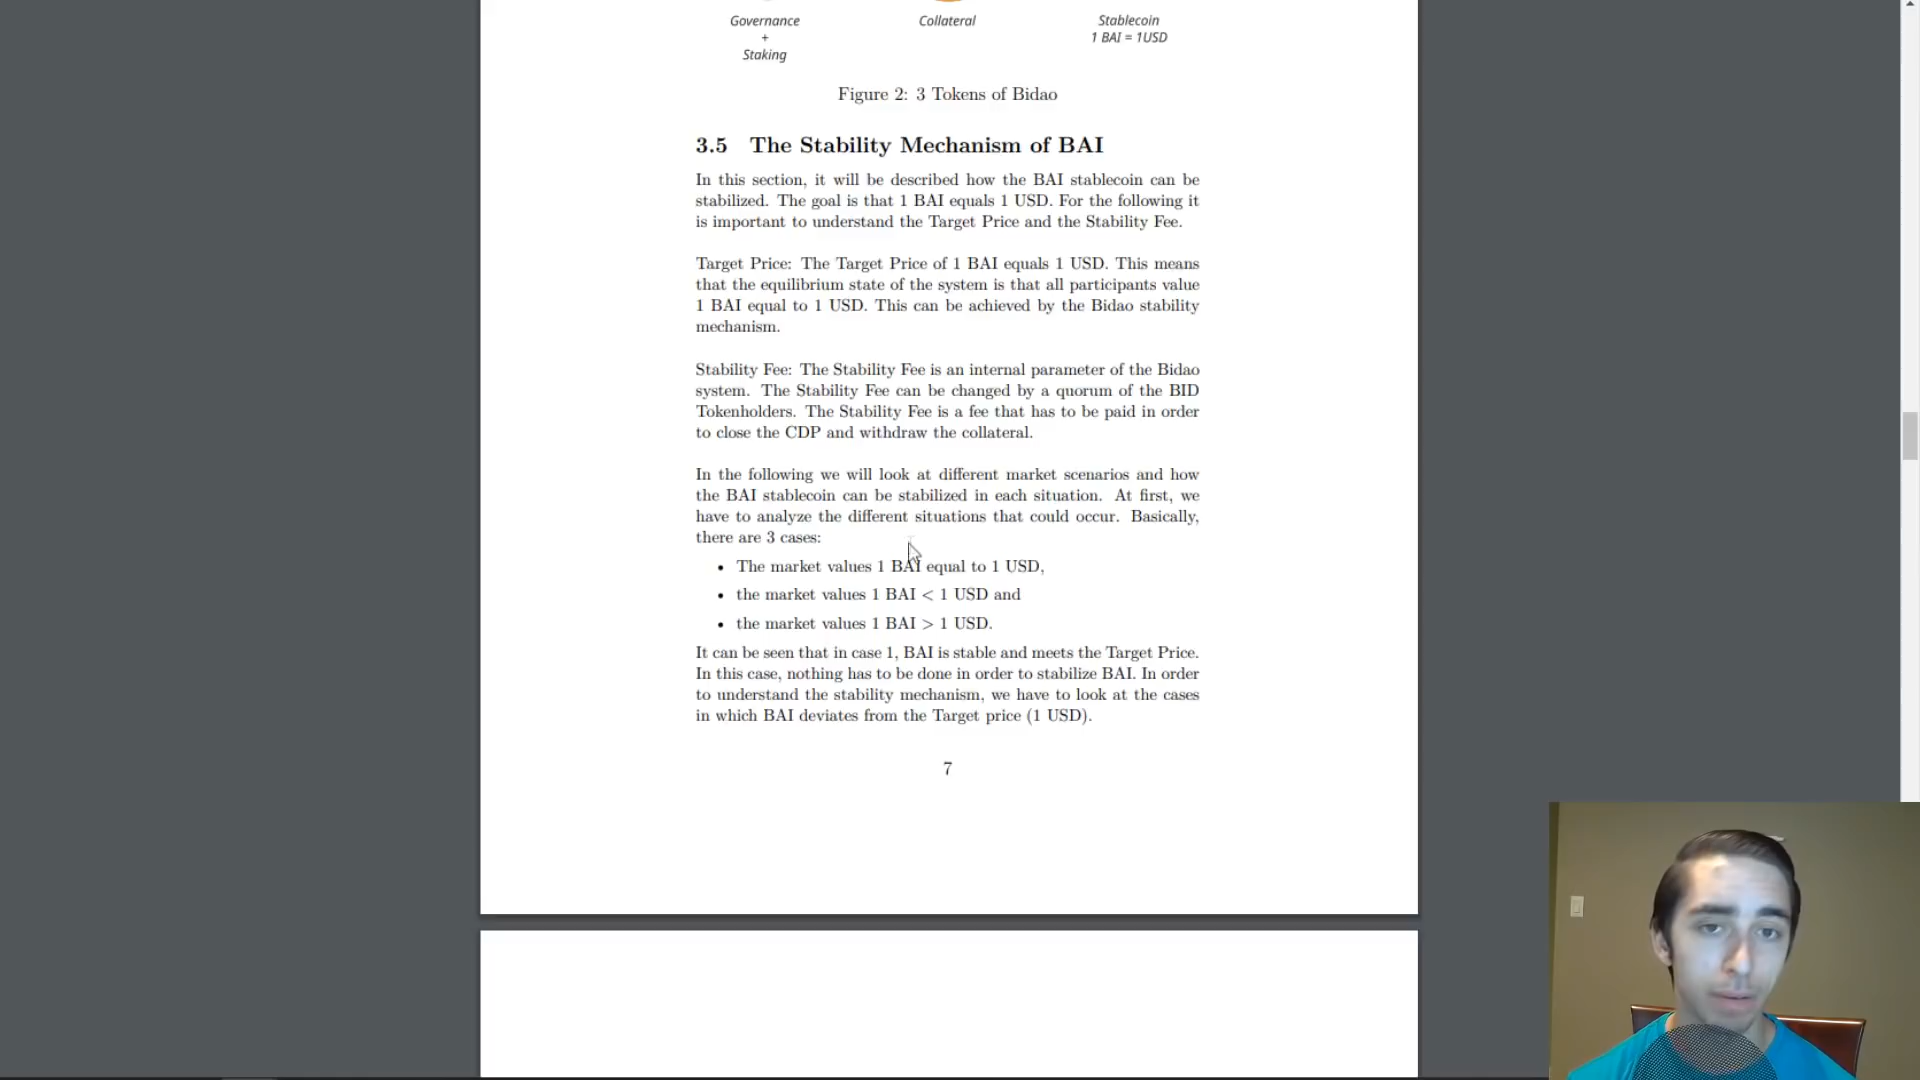 Governance
+
Staking
Collateral
Stablecoin
1 BAI = 1USD
Figure 2: 3 Tokens of Bidao
3.5 The Stability Mechanism of BAI
In this section, it will be described how the BAI stablecoin can be
stabilized. The goal is that 1 BAI equals 1 USD. For the following it
is important to understand the Target Price and the Stability Fee.
Target Price: The Target Price of 1 BAI equals 1 USD. This means
that the equilibrium state of the system is that all participants value
1 BAI equal to 1 USD. This can be achieved by the Bidao stability
mechanism.
Stability Fee: The Stability Fee is an internal parameter of the Bidao
system. The Stability Fee can be changed by a quorum of the BID
Tokenholders. The Stability Fee is a fee that has to be paid in order
to close the CDP and withdraw the collateral.
In the following we will look at different market scenarios and how
the BAI stablecoin can be stabilized in each situation. At first, we
have to analyze the different situations that could occur. Basically,
there are 3 cases:
• The market values 1 BAI equal to 1 USD,
• the market values 1 BAI < 1 USD and
• the market values 1 BAI > 1 USD.
It can be seen that in case 1, BAI is stable and meets the Target Price.
In this case, nothing has to be done in order to stabilize BAI. In order
to understand the stability mechanism, we have to look at the cases
in which BAI deviates from the Target price (1 USD).
7